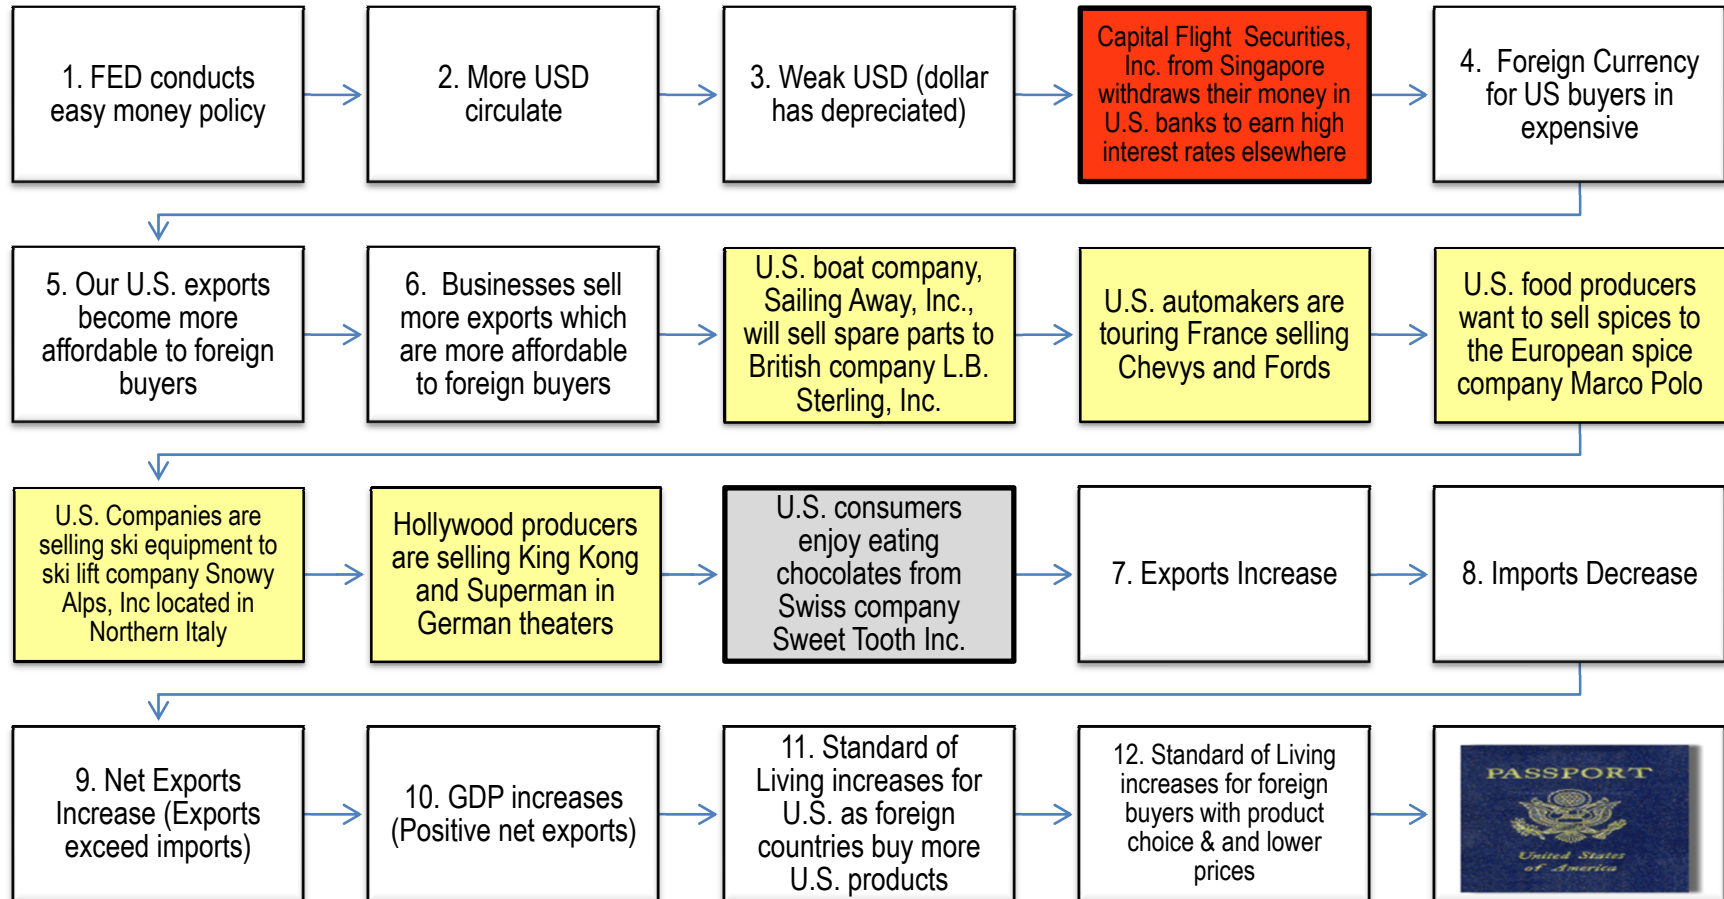 1. FED conducts
easy money policy
2. More USD
circulate
3. Weak USD (dollar
has depreciated)
Capital Flight Securities,
Inc. from Singapore
withdraws their money in
U.S. banks to earn high
interest rates elsewhere
4. Foreign Currency
for US buyers in
expensive
5. Our U.S. exports
become more
affordable to foreign
buyers
6. Businesses sell
more exports which
are more affordable
to foreign buyers
U.S. boat company,
Sailing Away, Inc.,
will sell spare parts to
British company L.B.
Sterling, Inc.
U.S. automakers are
touring France selling
Chevys and Fords
U.S. food producers
want to sell spices to
the European spice
company Marco Polo
U.S. Companies are
selling ski equipment to
ski lift company Snowy
Alps, Inc located in
Northern Italy
Hollywood producers
are selling King Kong
and Superman in
German theaters
U.S. consumers
enjoy eating
chocolates from
Swiss company
Sweet Tooth Inc.
7. Exports Increase
8. Imports Decrease
9. Net Exports
Increase (Exports
exceed imports)
10. GDP increases
(Positive net exports)
11. Standard of
Living increases for
U.S. as foreign
countries buy more
U.S. products
12. Standard of Living
increases for foreign
buyers with product
choice & and lower
prices
PASSPORT
United States
of America